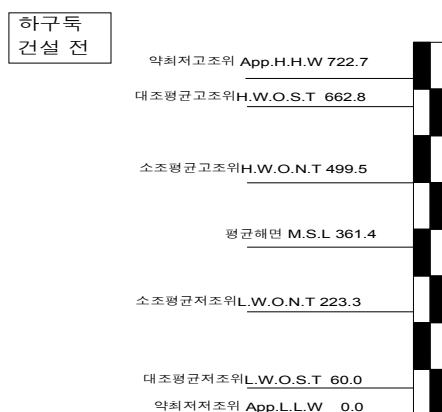 하구둑
건설 전
약최저고조위 App.H.H.W 722.7
대조평균고조위H.W.O.S.T 662.8
소조평균고조위H.W.O.N.T 499.5
평균해면 M.S.L 361.4
소조평균저조위L.W.O.N.T 223.3
대조평균저조위L.W.O.S.T 60.0
약최저저조위 App.L.L.W 0.0